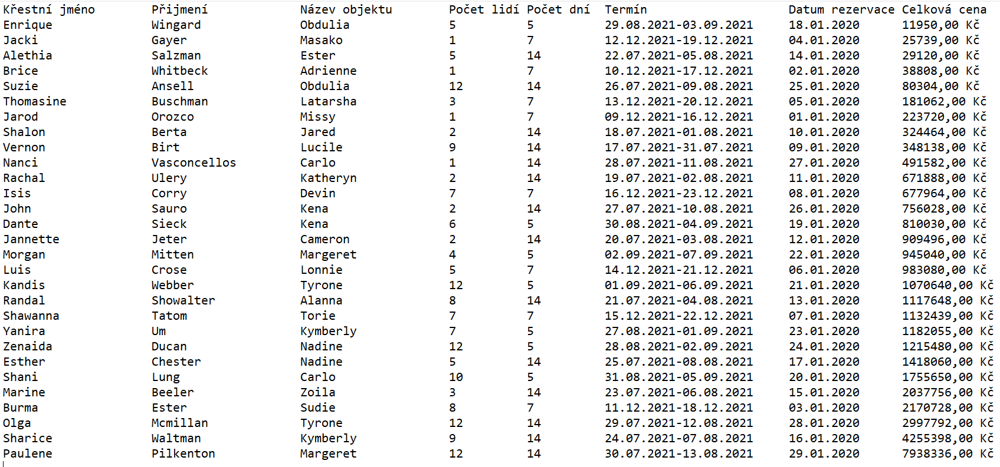 Křestní jméno Přijmení Název objektu Počet lidí Počet dní Termín Datum rezervace Celková cena
Enrique Wingard Obdulia 5 5 29.08.2021-03.09.2021 18.01.2020 11950,00 Kč
Jacki Gayer Masako 1 7 12.12.2021-19.12.2021 04.01.2020 25739,00 Kč
Alethia Salzman Ester 5 14 22.07.2021-05.08.2021 14.01.2020 29120,00 Kč
Brice Whitbeck Adrienne 1 7 10.12.2021-17.12.2021 02.01.2020 38808,00 Kč
Suzie Ansell Obdulia 12 14 26.07.2021-09.08.2021 25.01.2020 80304,00 Kč
Thomasine Buschman Latarsha 3 7 13.12.2021-20.12.2021 05.01.2020 181062,00 Kč
Jarod Orozco Missy 1 7 09.12.2021-16.12.2021 01.01.2020 223720,00 Kč
Shalon Berta Jared 2 14 18.07.2021-01.08.2021 10.01.2020 324464,00 Kč
Vernon Birt Lucile 9 14 17.07.2021-31.07.2021 09.01.2020 348138,00 Kč
Nanci Vasconcellos Carlo 1 14 28.07.2021-11.08.2021 27.01.2020 491582,00 Kč
Rachal Ulery Katheryn 2 14 19.07.2021-02.08.2021 11.01.2020 671888,00 Kč
Isis Corry Devin 7 7 16.12.2021-23.12.2021 08.01.2020 677964,00 Kč
John Sauro Kena 2 14 27.07.2021-10.08.2021 26.01.2020 756028,00 Kč
Dante Sieck Kena 6 5 30.08.2021-04.09.2021 19.01.2020 810030,00 Kč
Jannette Jeter Cameron 2 14 20.07.2021-03.08.2021 12.01.2020 909496,00 Kč
Morgan Mitten Margeret 4 5 02.09.2021-07.09.2021 22.01.2020 945040,00 Kč
Luis Crose Lonnie 5 7 14.12.2021-21.12.2021 06.01.2020 983080,00 Kč
Kandis Webber Tyrone 12 5 01.09.2021-06.09.2021 21.01.2020 1070640,00 Kč
Randal Showalter Alanna 8 14 21.07.2021-04.08.2021 13.01.2020 1117648,00 Kč
Shawanna Tatom Torie 7 7 15.12.2021-22.12.2021 07.01.2020 1132439,00 Kč
Yanira Um Kymberly 7 5 27.08.2021-01.09.2021 23.01.2020 1182055,00 Kč
Zenaida Ducan Nadine 12 5 28.08.2021-02.09.2021 24.01.2020 1215480,00 Kč
Esther Chester Nadine 5 14 25.07.2021-08.08.2021 17.01.2020 1418060,00 Kč
Shani Lung Carlo 10 5 31.08.2021-05.09.2021 20.01.2020 1755650,00 Kč
Marine Beeler Zoila 3 14 23.07.2021-06.08.2021 15.01.2020 2037756,00 Kč
Burma Ester Sudie 8 7 11.12.2021-18.12.2021 03.01.2020 2170728,00 Kč
Olga Mcmillan Tyrone 12 14 29.07.2021-12.08.2021 28.01.2020 2997792,00 Kč
Sharice Waltman Kymberly 9 14 24.07.2021-07.08.2021 16.01.2020 4255398,00 Kč
Paulene Pilkenton Margeret 12 14 30.07.2021-13.08.2021 29.01.2020 7938336,00 Kč